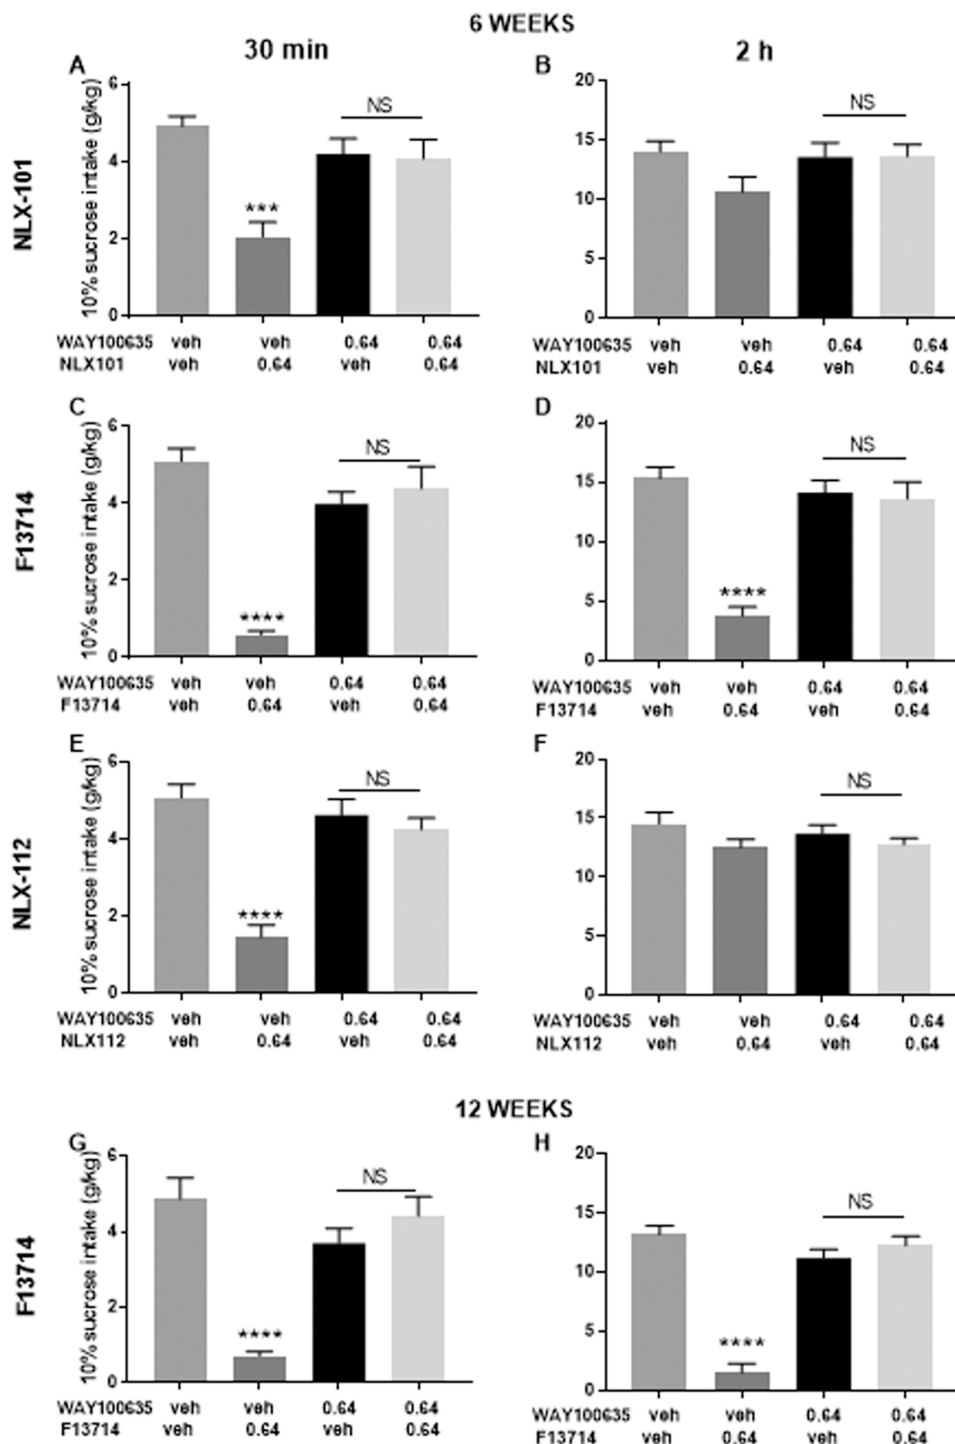 6 WEEKS
30 min
2 h
NLX-101
A
10% sucrose intake (g/kg)
6
4
2
0
***
NS
WAY100635 veh veh 0.64 0.64
NLX101 veh 0.64 veh 0.64
B
20
15
10
5
0
NS
WAY100635 veh veh 0.64 0.64
NLX101 veh 0.64 veh 0.64
F13714
C
10% sucrose intake (g/kg)
6
4
2
0
****
NS
WAY100635 veh veh 0.64 0.64
F13714 veh 0.64 veh 0.64
D
20
15
10
5
0
****
NS
WAY100635 veh veh 0.64 0.64
F13714 veh 0.64 veh 0.64
NLX-112
E
10% sucrose intake (g/kg)
6
4
2
0
****
NS
WAY100635 veh veh 0.64 0.64
NLX112 veh 0.64 veh 0.64
F
20
15
10
5
0
NS
WAY100635 veh veh 0.64 0.64
NLX112 veh 0.64 veh 0.64
12 WEEKS
F13714
G
10% sucrose intake (g/kg)
6
4
2
0
****
NS
WAY100635 veh veh 0.64 0.64
F13714 veh 0.64 veh 0.64
H
20
15
10
5
0
****
NS
WAY100635 veh veh 0.64 0.64
F13714 veh 0.64 veh 0.64